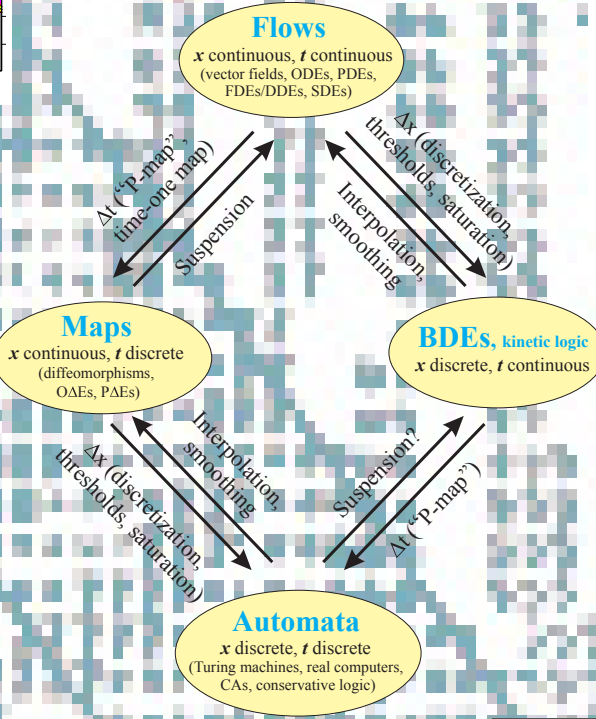 Flows
x continuous, t continuous
(vector fields, ODEs, PDEs,
FDEs/DDEs, SDEs)
Δt (“P-map”,
time-one map)
Suspension
Δx (discretization,
thresholds, saturation)
Interpolation,
smoothing
Maps
x continuous, t discrete
(diffeomorphisms,
OΔEs, PΔEs)
BDEs, kinetic logic
x discrete, t continuous
Δx (discretization,
thresholds, saturation)
Interpolation,
smoothing
Suspension?
Δt (“P-map”)
Automata
x discrete, t discrete
(Turing machines, real computers,
CAs, conservative logic)